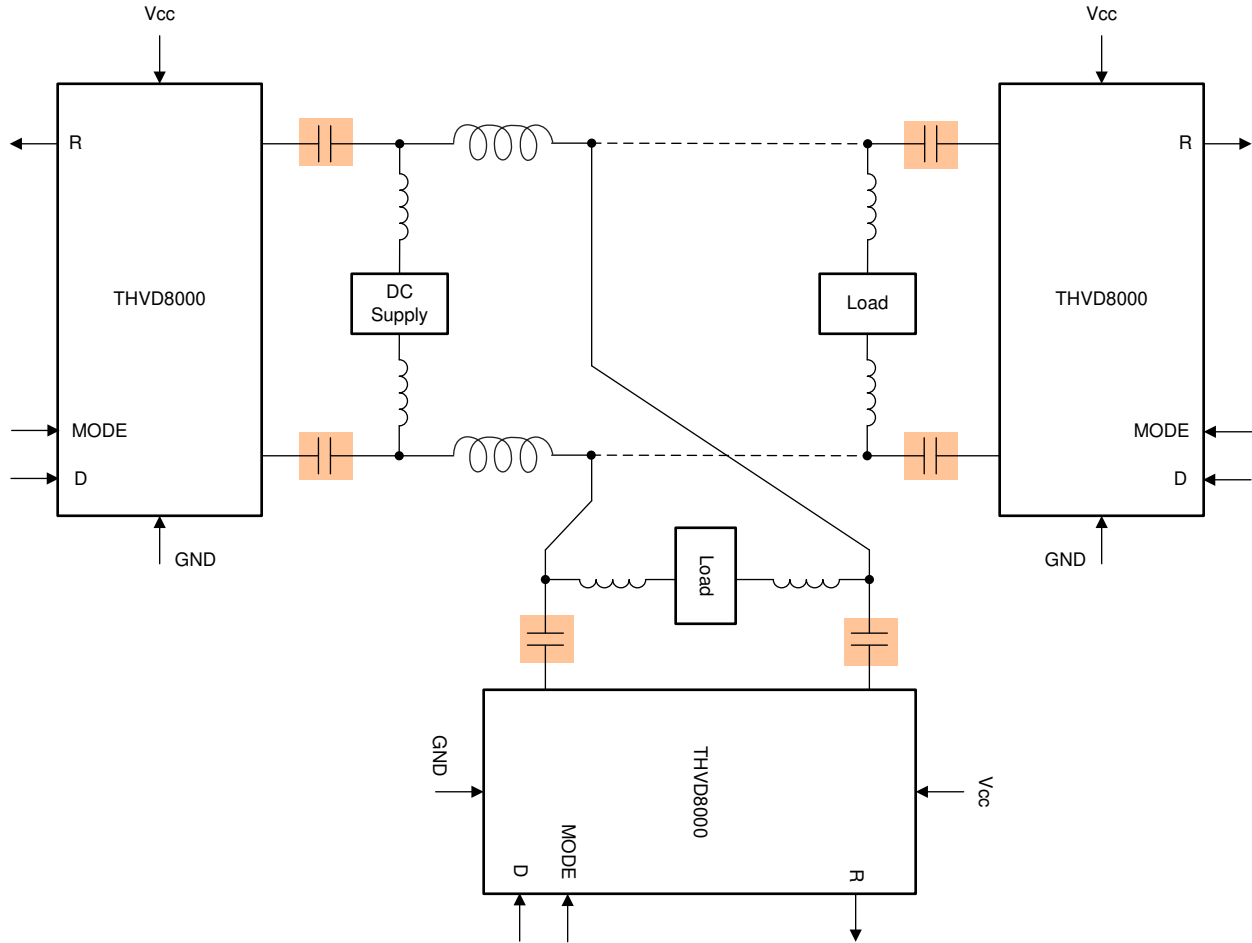 Vcc
Vcc
R
R
THVD8000
DC
Supply
Load
THVD8000
MODE
MODE
D
D
GND
GND
Load
GND
THVD8000
Vcc
D
MODE
R